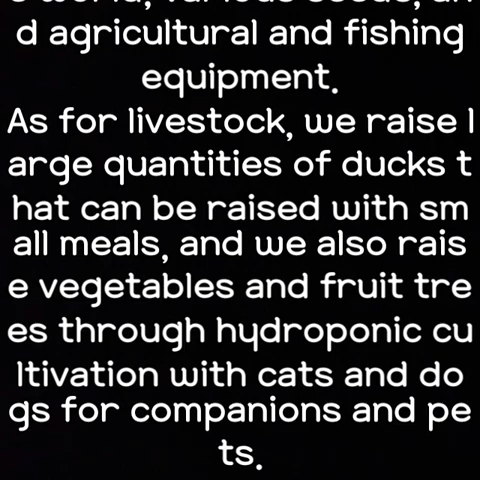 d agricultural and fishing
equipment.
As for livestock, we raise l
arge quantities of ducks t
hat can be raised with sm
all meals, and we also rais
e vegetables and fruit tre
es through hydroponic cu
ltivation with cats and do
gs for companions and pe
ts.